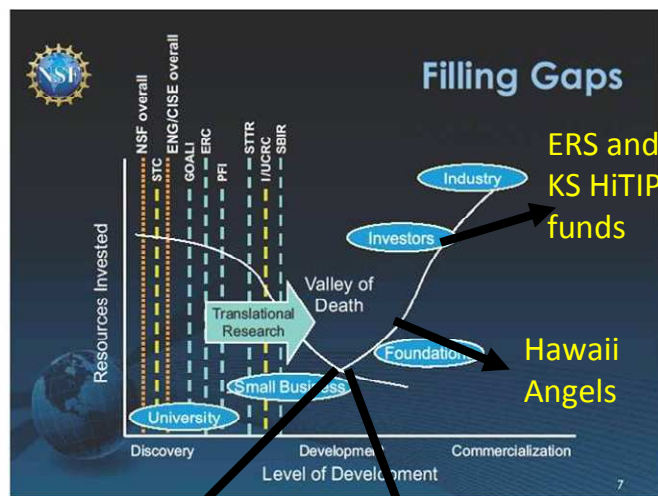 NSF
Filling Gaps
NSF overall
STC
ENG/CISE overall
GOALI
ERC
PFI
STTR
I/UCRC
SBIR
ERS and
KS HiTIP
funds
Industry
Investors
Resources Invested
Valley of
Death
Translational
Research
Foundation
Hawaii
Angels
Small Business
University
Discovery
Development
Commercialization
Level of Development
7